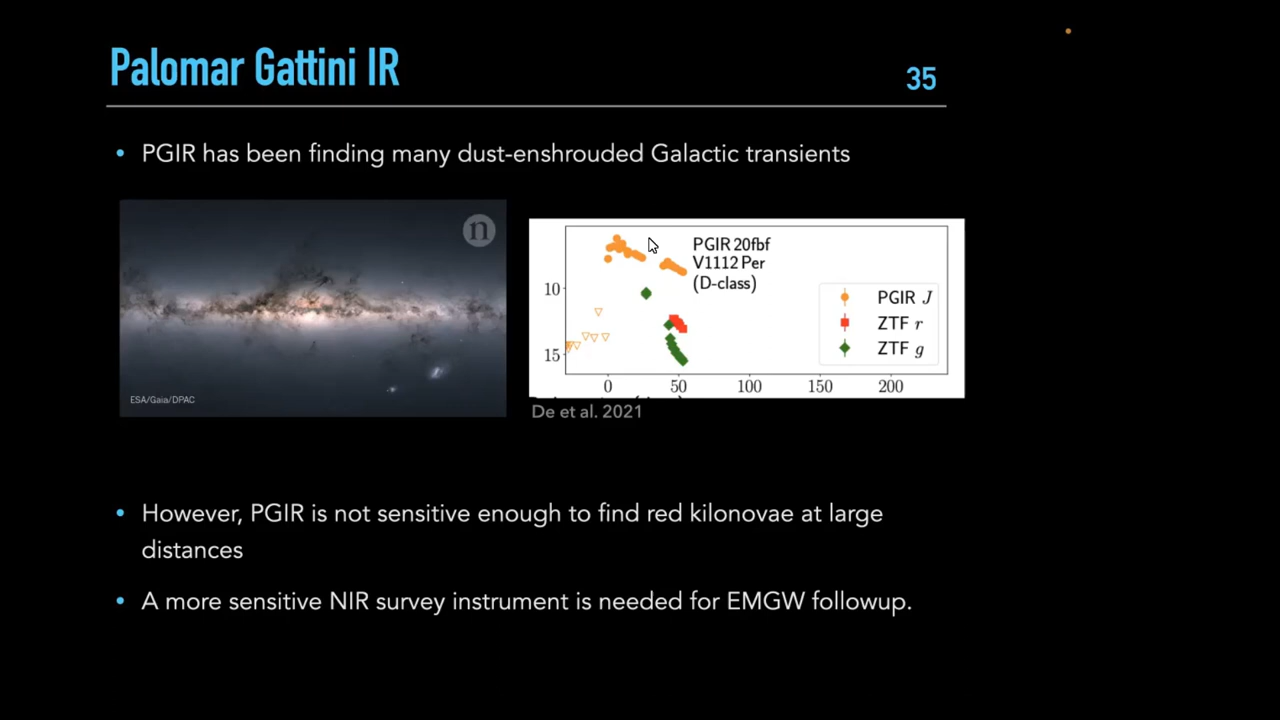 Palomar Gattini IR
35
• PGIR has been finding many dust-enshrouded Galactic transients
n
ESA/Gaia/DPAC
PGIR 20fbf
V1112 Per
(D-class)
10
15
PGIR J
ZTF r
ZTF g
0 50 100 150 200
De et al. 2021
• However, PGIR is not sensitive enough to find red kilonovae at large
distances
• A more sensitive NIR survey instrument is needed for EMGW followup.